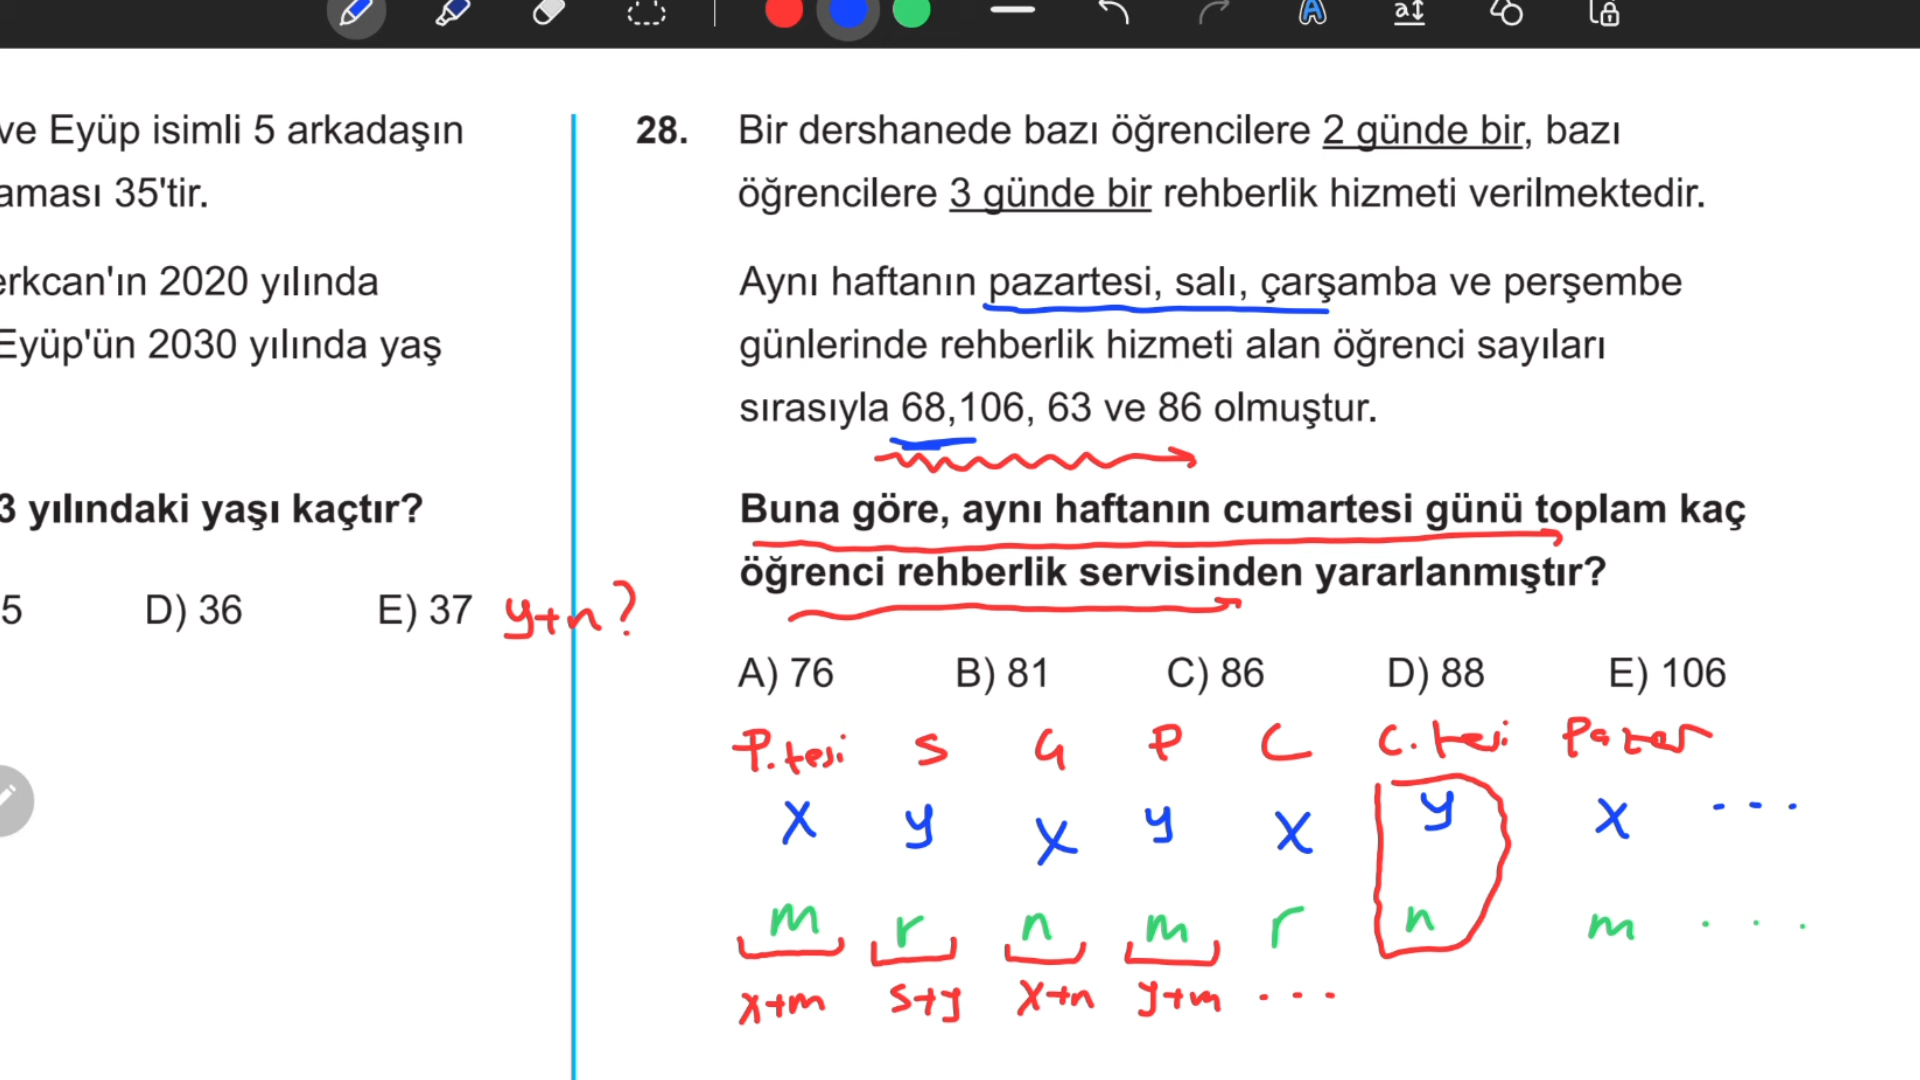 ve Eyüp isimli 5 arkadaşın
aması 35'tir.
erkcan'ın 2020 yılında
Eyüp'ün 2030 yılında yaş
3 yılındaki yaşı kaçtır?
5 D) 36 E) 37
y+n?
28. Bir dershanede bazı öğrencilere 2 günde bir, bazı
öğrencilere 3 günde bir rehberlik hizmeti verilmektedir.
Aynı haftanın pazartesi, salı, çarşamba ve perşembe
günlerinde rehberlik hizmeti alan öğrenci sayıları
sırasıyla 68,106, 63 ve 86 olmuştur.
Buna göre, aynı haftanın cumartesi günü toplam kaç
öğrenci rehberlik servisinden yararlanmıştır?
A) 76 B) 81 C) 86 D) 88 E) 106
P.tesi S Ç P C C.tesi Pazar
x y x y x y x ...
m r n m r n m ...
x+m s+y x+n y+m ...